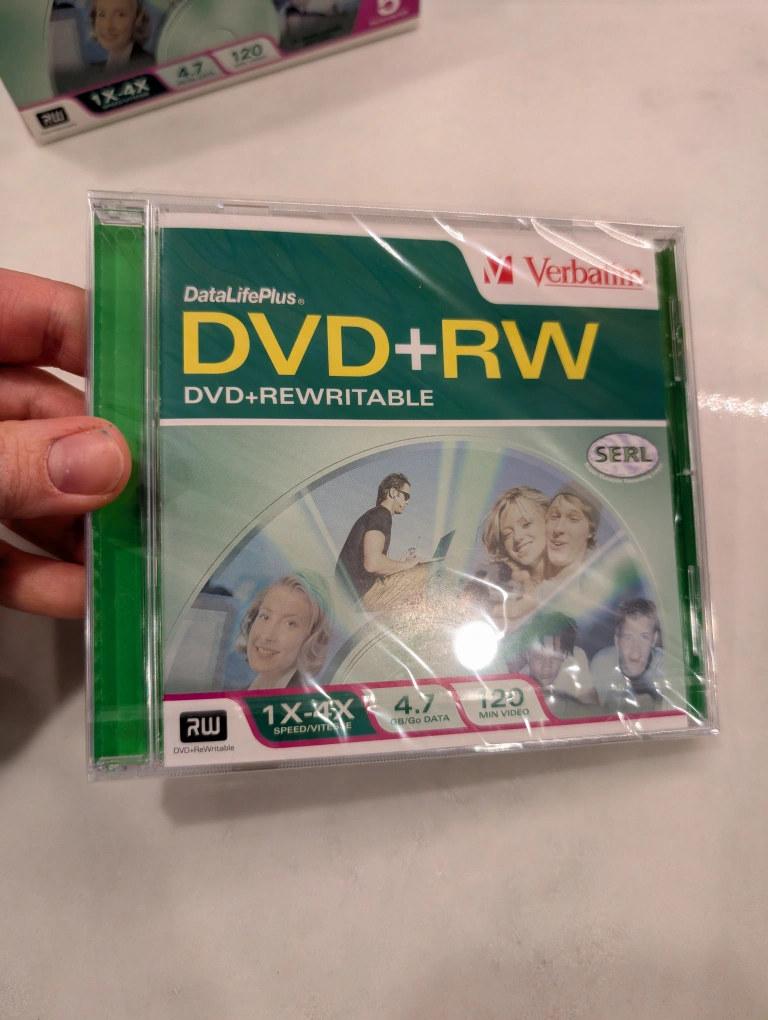 5
4.7
120
1X-4X
RW
Verbatim
DataLifePlus®
DVD+RW
DVD+REWRITABLE
SERL
1X-4X
SPEED/VITESSE
4.7
GB/Go DATA
120
MIN VIDEO
RW
DVD+ReWritable